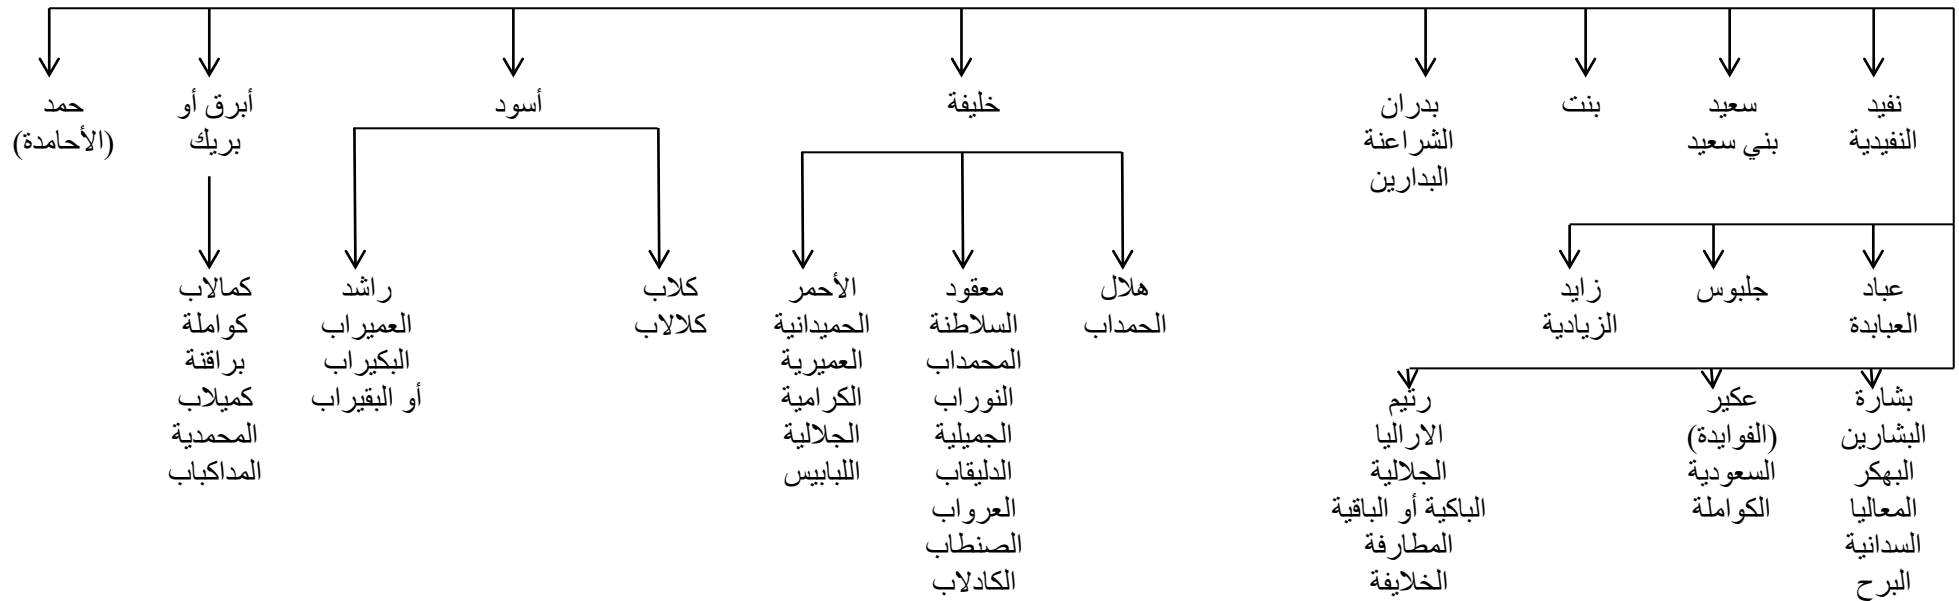 نفيد
النفيدية
سعيد
بني سعيد
بنت
بدران
الشراعنة
البدارين
خليفة
أسود
أبرق أو
بريك
حمد
(الأحامدة)
عباد
العبابدة
جلبوس
زايد
الزيادية
هلال
الحمداب
معقود
السلاطنة
المحمداب
النوراب
الجميلية
الدليقاب
العرواب
الصنطاب
الكادلاب
الأحمر
الحميدانية
العميرية
الكرامية
الجلالية
اللبابيس
كلاب
كلالاب
راشد
العميراب
البكيراب
أو البقيراب
كمالاب
كواملة
براقنة
كميلاب
المحمدية
المداكباب
بشارة
البشارين
البهكر
المعاليا
السدانية
البرح
عكير
(الفوايدة)
السعودية
الكواملة
رثيم
الاراليا
الجلالية
الباكية أو الباقية
المطارفة
الخلايفة